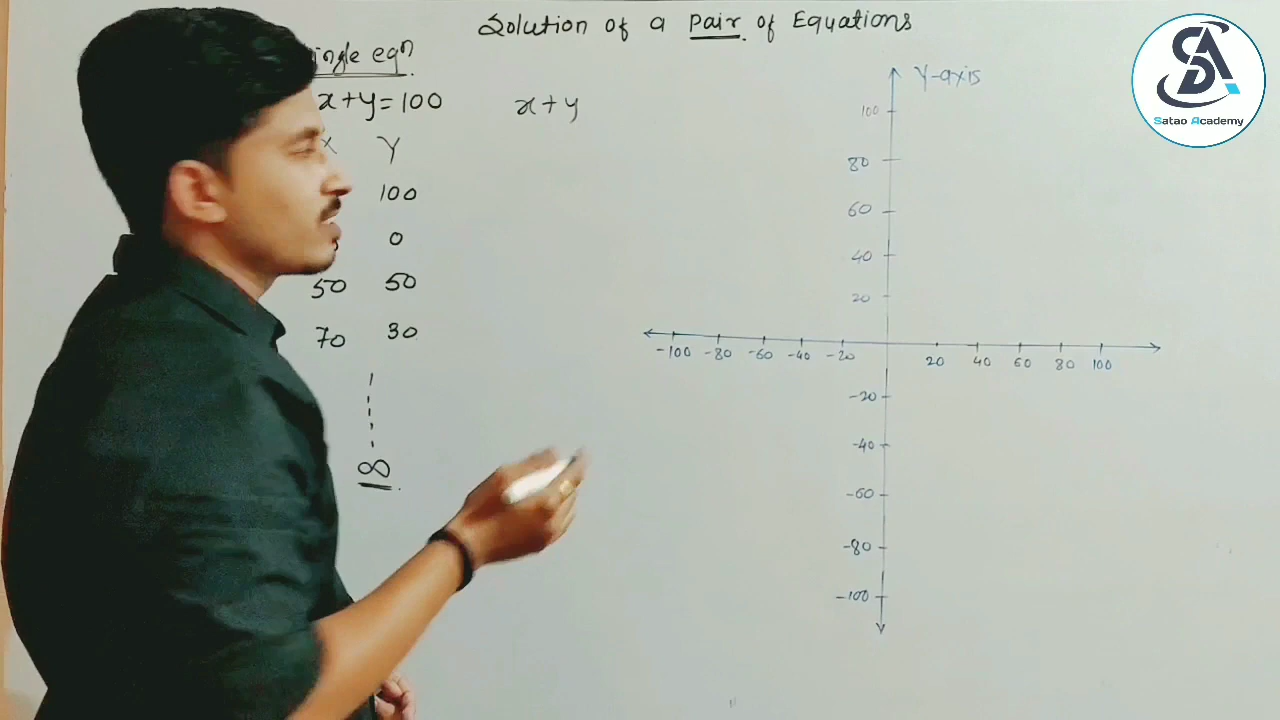 Solution of a Pair of Equations
eqn
x+y=100
x+y
X Y
100
0
50 50
70 30
∞
Y-axis
100
80
60
40
20
-100 -80 -60 -40 -20 20 40 60 80 100
-20
-40
-60
-80
-100
SA
Satao Academy